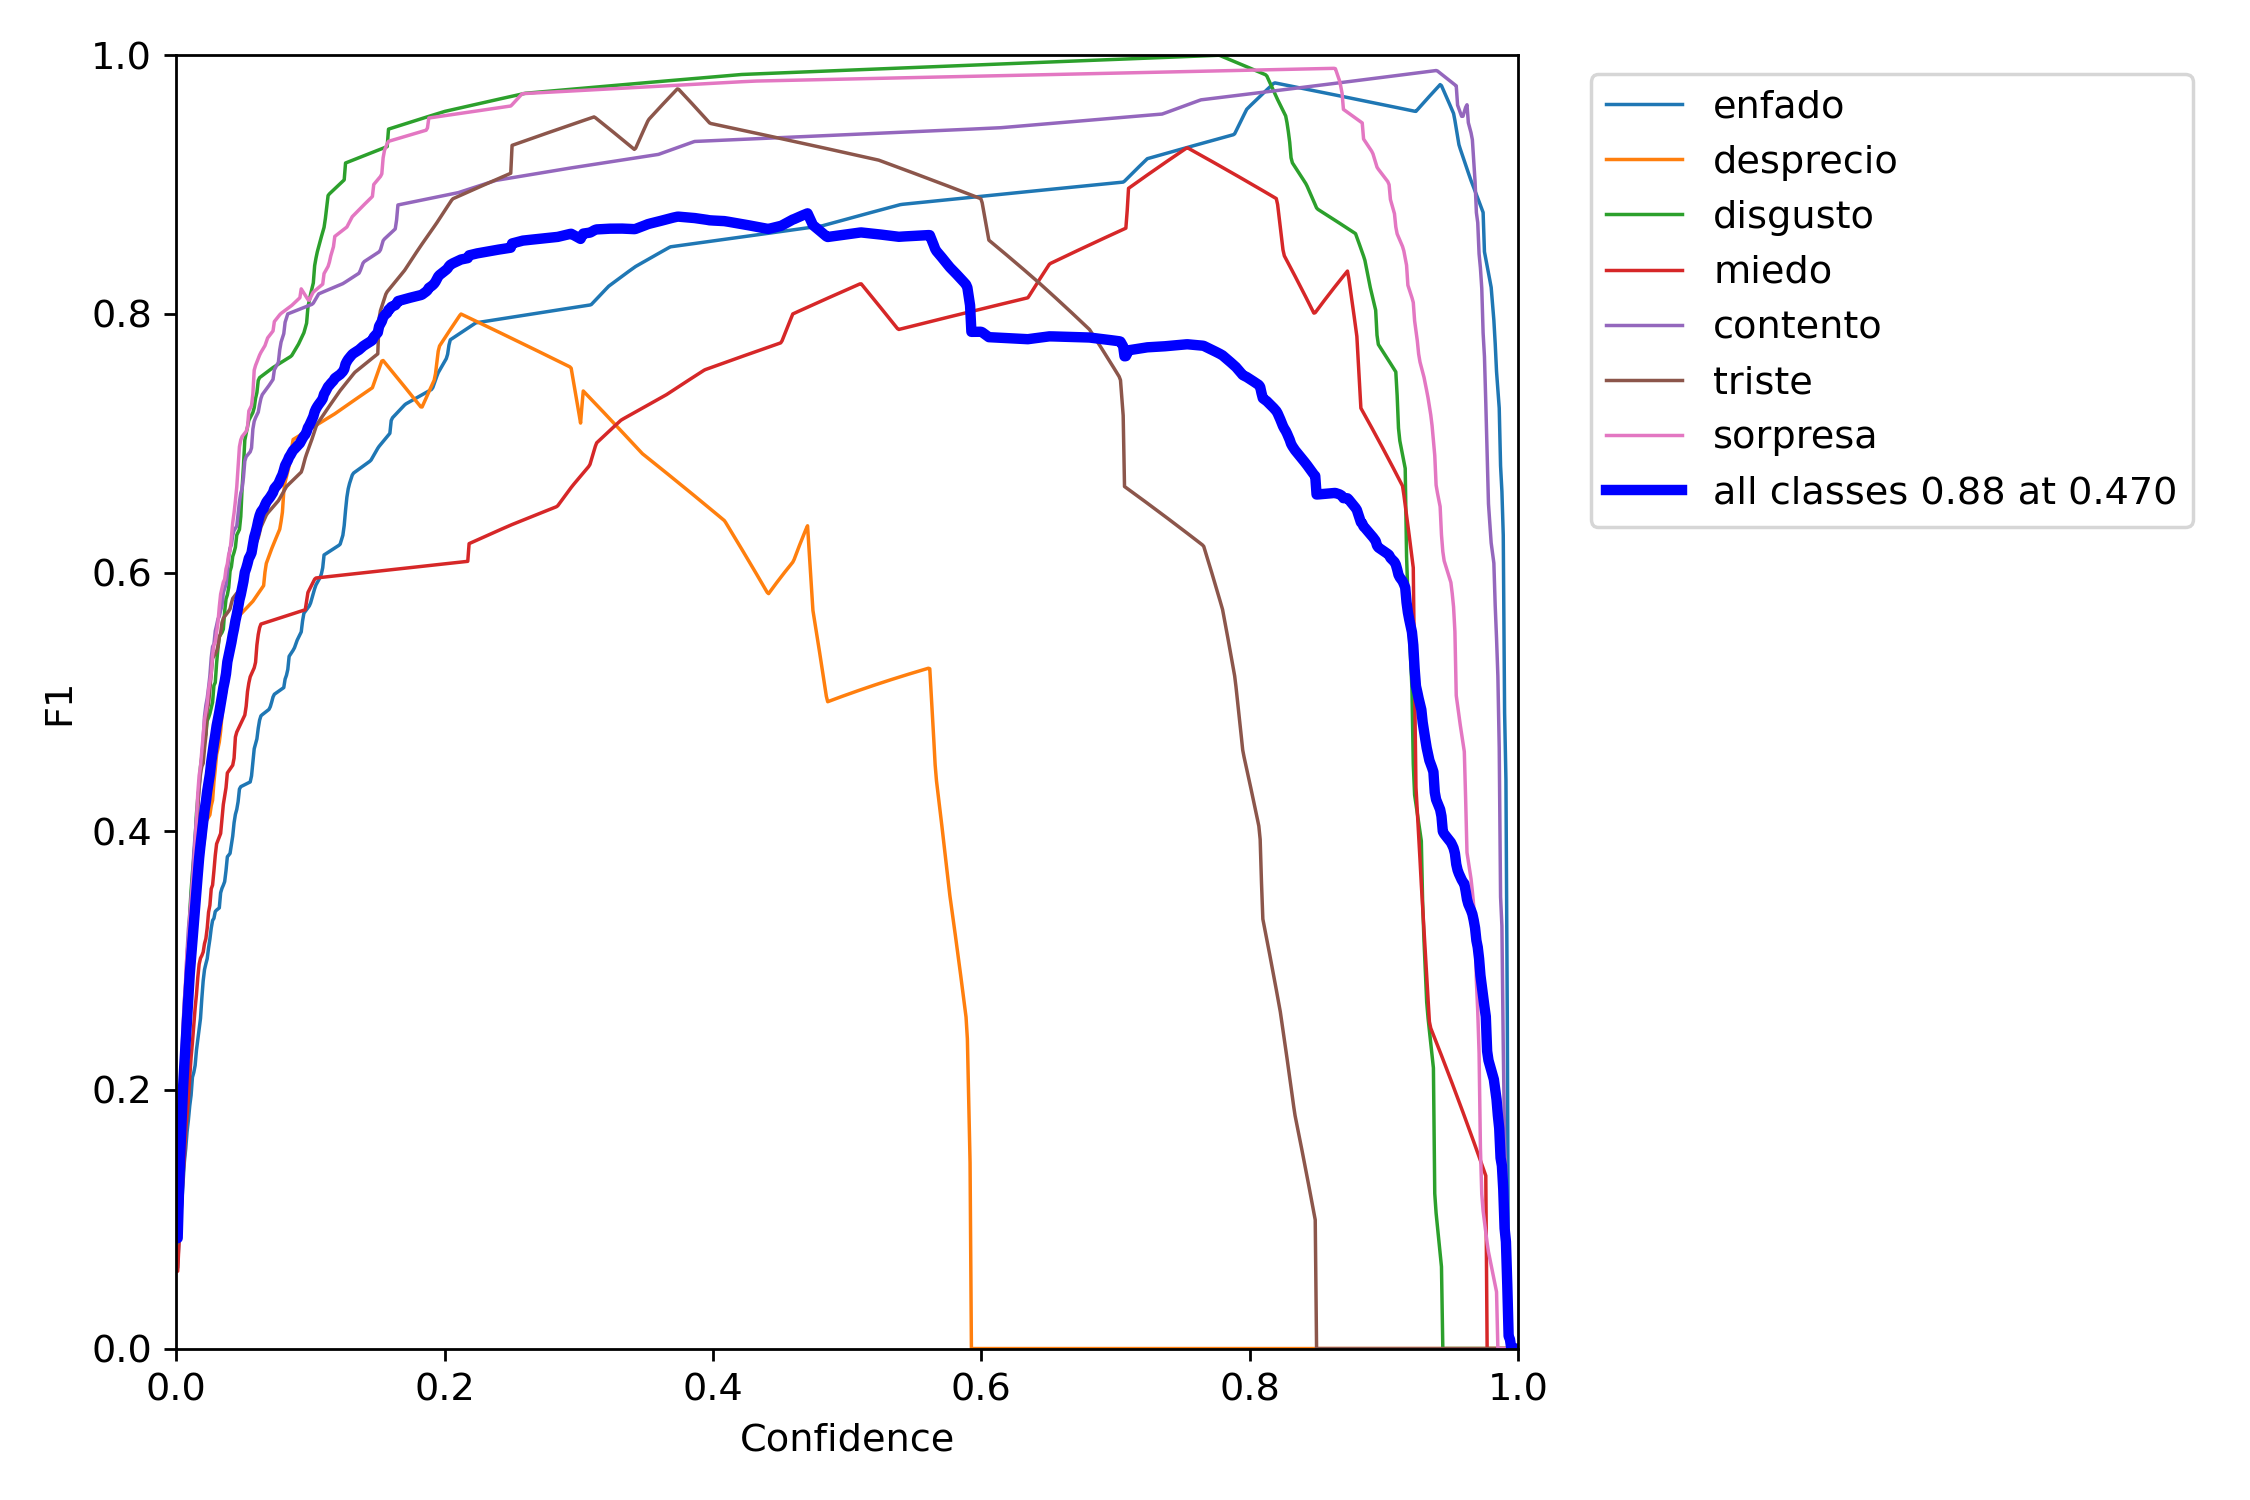 1.0
0.8
0.6
0.4
0.2
0.0
F1
0.0 0.2 0.4 0.6 0.8 1.0
Confidence
enfado
desprecio
disgusto
miedo
contento
triste
sorpresa
all classes 0.88 at 0.470